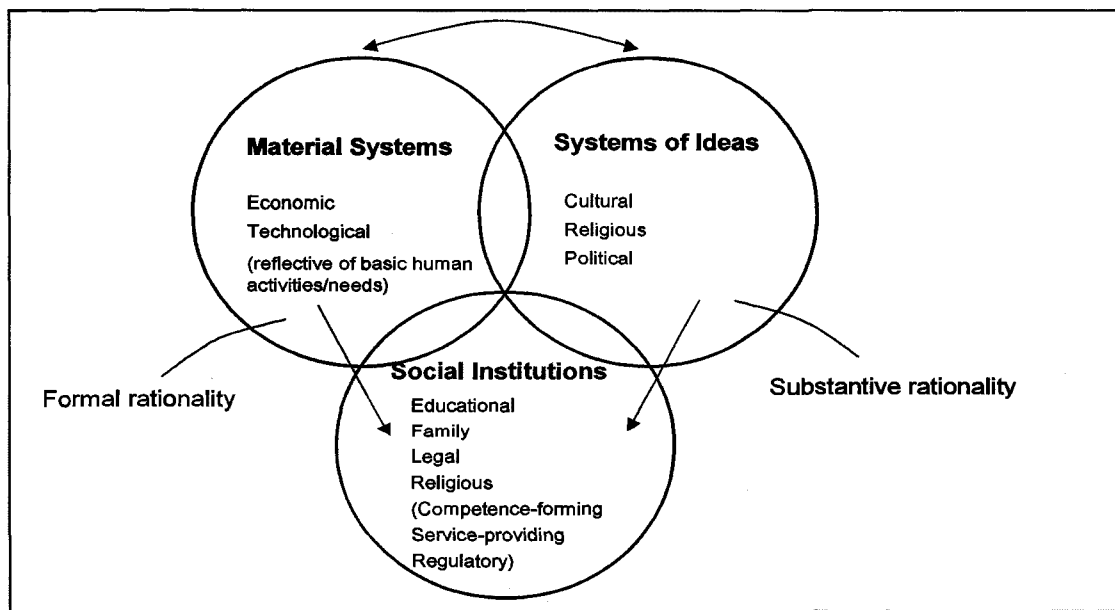 Material Systems
Economic
Technological
(reflective of basic human
activities/needs)
Systems of Ideas
Cultural
Religious
Political
Formal rationality
Substantive rationality
Social Institutions
Educational
Family
Legal
Religious
(Competence-forming
Service-providing
Regulatory)